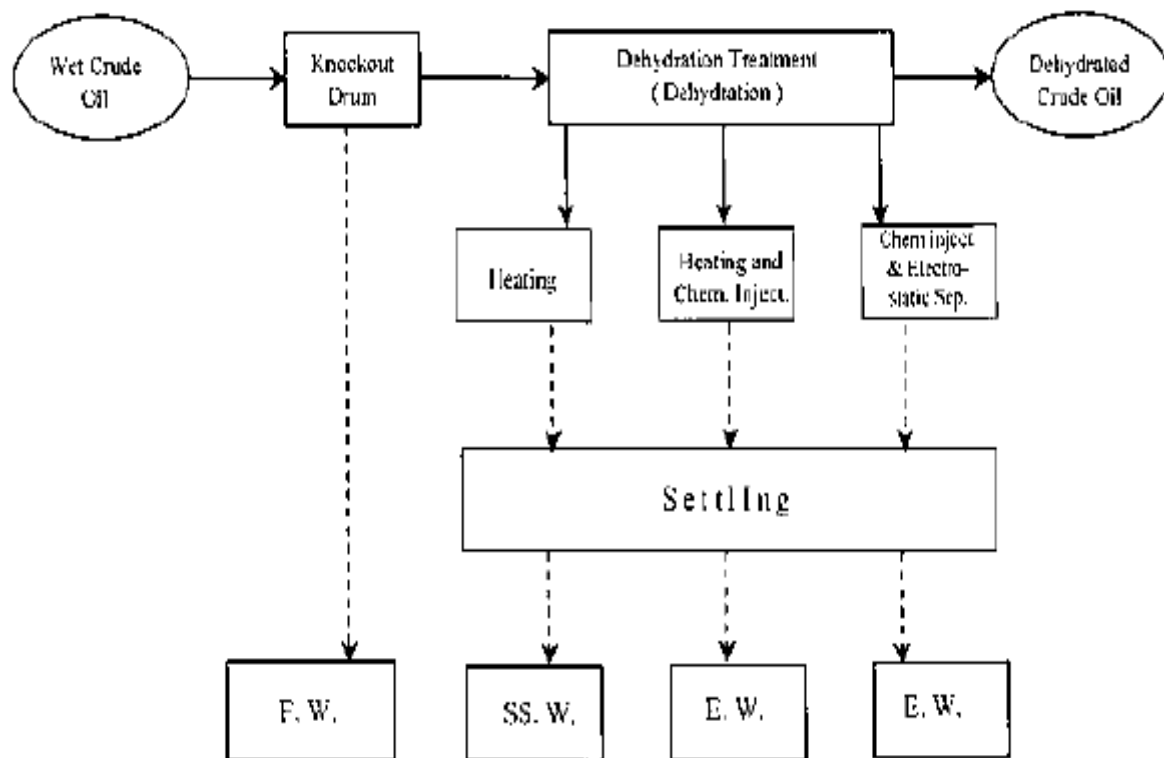 Wet Crude
Oil
Knockout
Drum
Dehydration Treatment
( Dehydration )
Dehydrated
Crude Oil
Heating
Heating and
Chem. Inject.
Chem inject
& Electro-
static Sep.
Settling
F. W.
SS. W.
E. W.
E. W.